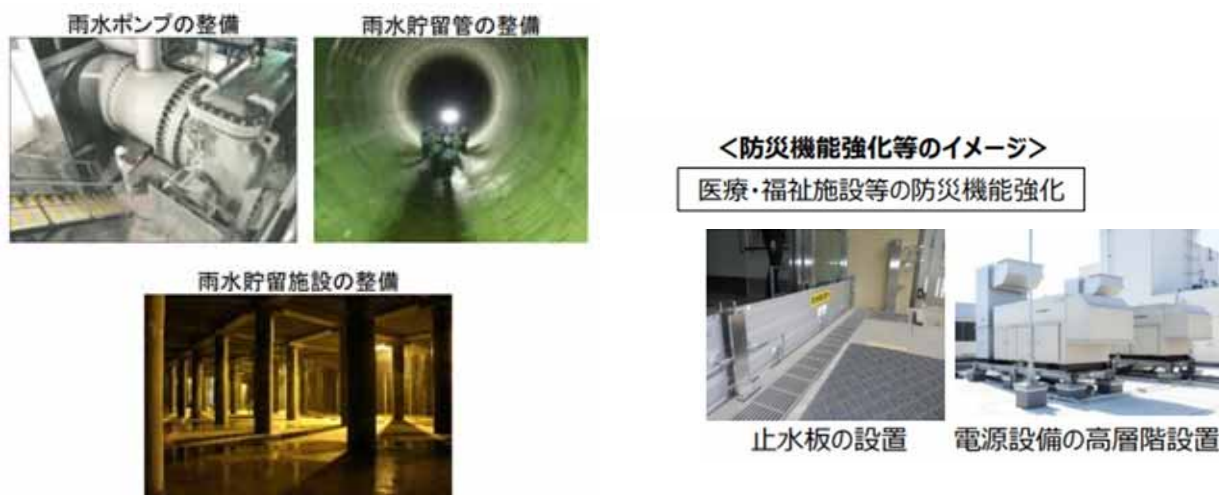 雨水ポンプの整備
雨水貯留管の整備
雨水貯留施設の整備
<防災機能強化等のイメージ>
医療・福祉施設等の防災機能強化
止水板の設置
電源設備の高層階設置